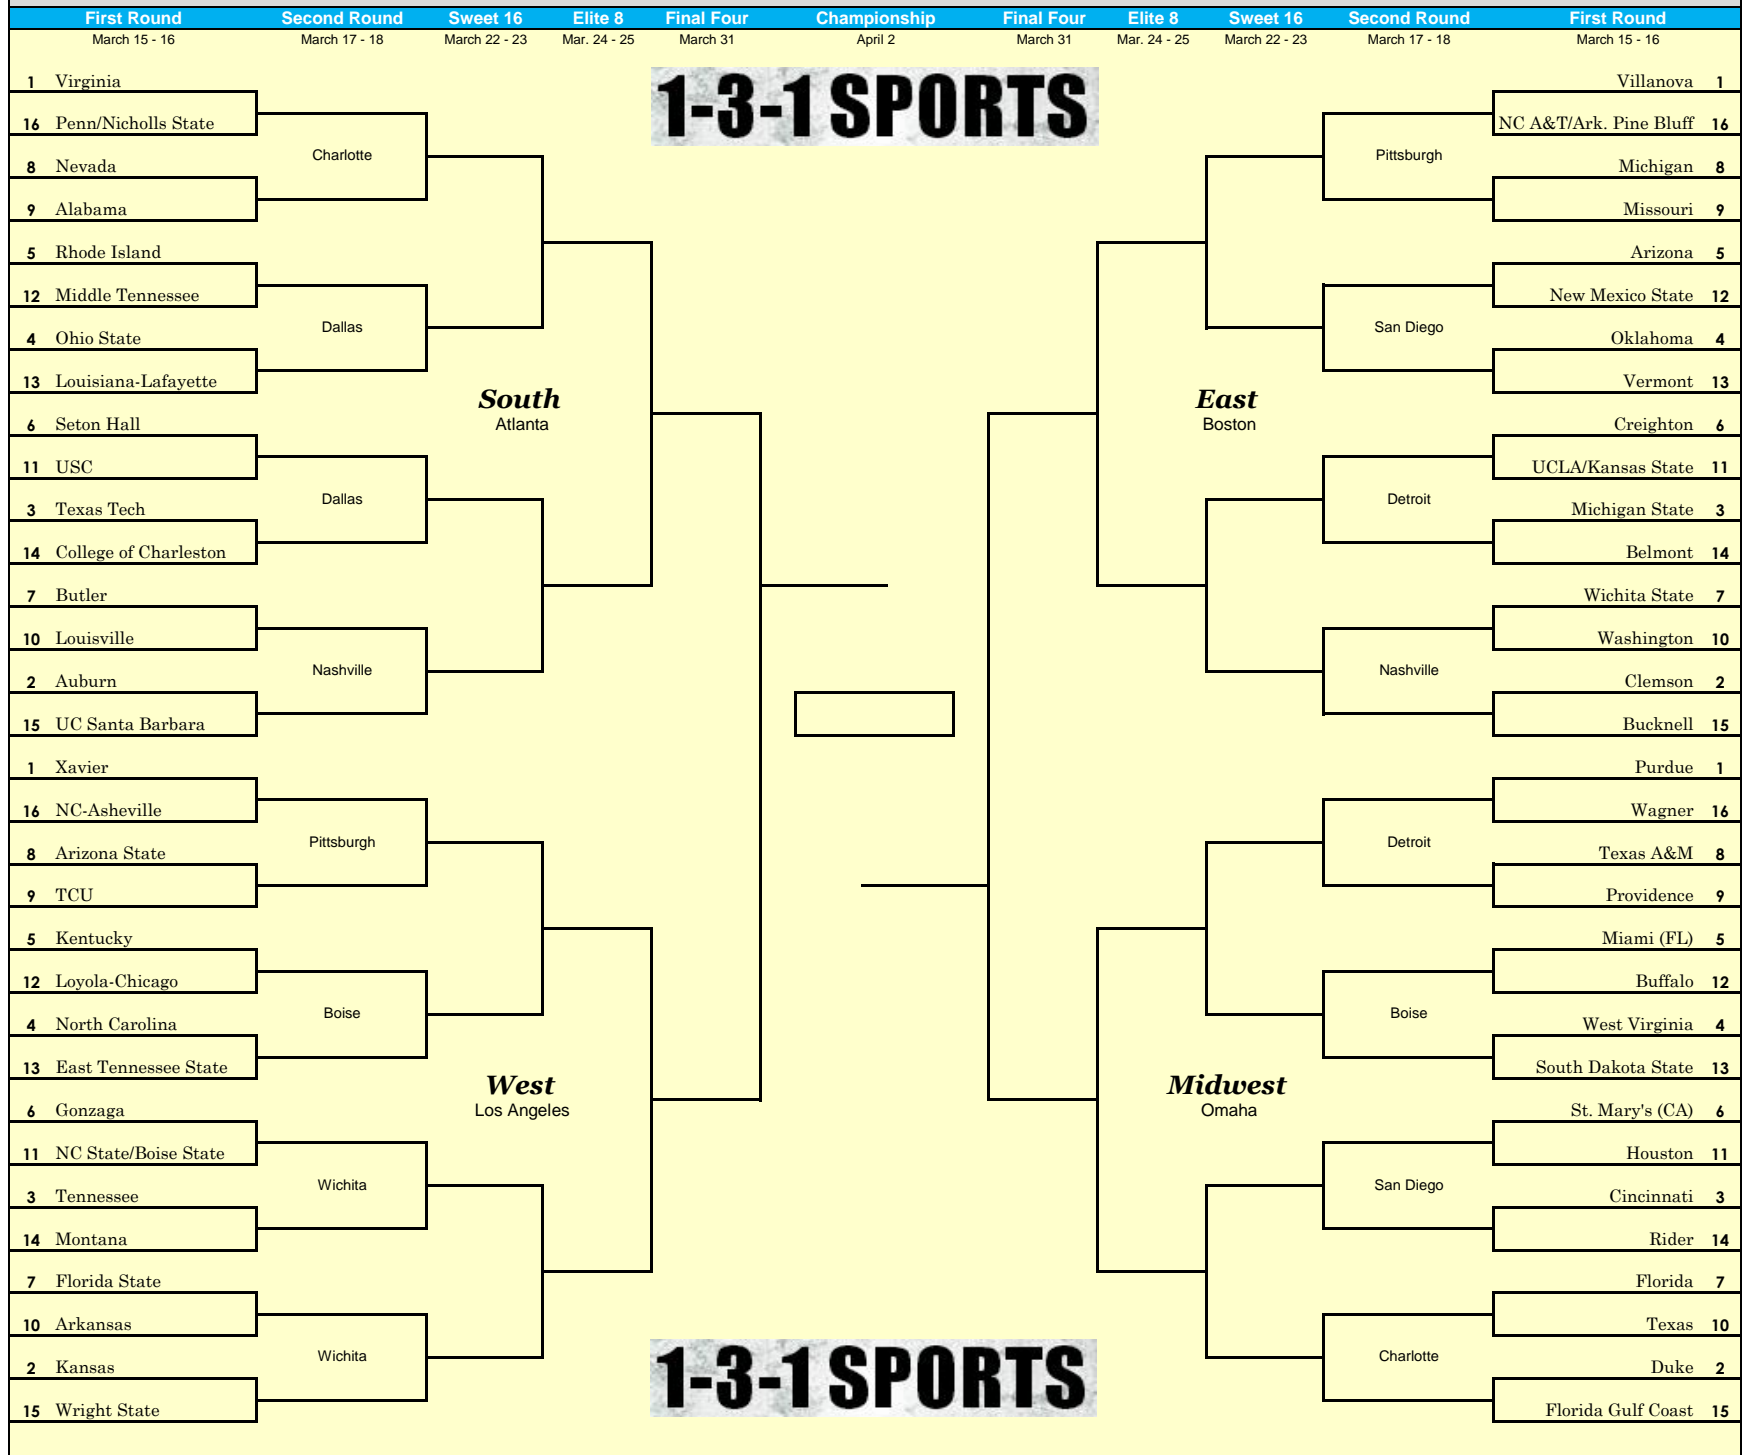 First Round Second Round Sweet 16 Elite 8 Final Four Championship Final Four Elite 8 Sweet 16 Second Round First Round
March 15 - 16 March 17 - 18 March 22 - 23 Mar. 24 - 25 March 31 April 2 March 31 Mar. 24 - 25 March 22 - 23 March 17 - 18 March 15 - 16
1-3-1 SPORTS
1 Virginia
16 Penn/Nicholls State
Charlotte
8 Nevada
9 Alabama
5 Rhode Island
12 Middle Tennessee
Dallas
4 Ohio State
13 Louisiana-Lafayette
South
Atlanta
6 Seton Hall
11 USC
Dallas
3 Texas Tech
14 College of Charleston
7 Butler
10 Louisville
Nashville
2 Auburn
15 UC Santa Barbara
1 Xavier
16 NC-Asheville
Pittsburgh
8 Arizona State
9 TCU
5 Kentucky
12 Loyola-Chicago
Boise
4 North Carolina
13 East Tennessee State
West
Los Angeles
6 Gonzaga
11 NC State/Boise State
Wichita
3 Tennessee
14 Montana
7 Florida State
10 Arkansas
Wichita
2 Kansas
15 Wright State
Villanova 1
NC A&T/Ark. Pine Bluff 16
Pittsburgh
Michigan 8
Missouri 9
Arizona 5
New Mexico State 12
San Diego
Oklahoma 4
Vermont 13
East
Boston
Creighton 6
UCLA/Kansas State 11
Detroit
Michigan State 3
Belmont 14
Wichita State 7
Washington 10
Nashville
Clemson 2
Bucknell 15
Purdue 1
Wagner 16
Detroit
Texas A&M 8
Providence 9
Miami (FL) 5
Buffalo 12
Boise
West Virginia 4
South Dakota State 13
Midwest
Omaha
St. Mary's (CA) 6
Houston 11
San Diego
Cincinnati 3
Rider 14
Florida 7
Texas 10
Charlotte
Duke 2
Florida Gulf Coast 15
1-3-1 SPORTS